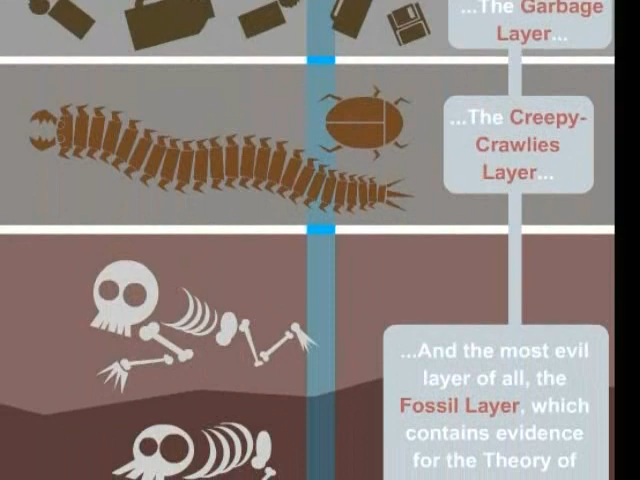 ...The Garbage
Layer...
...The Creepy-
Crawlies
Layer...
...And the most evil
layer of all, the
Fossil Layer, which
contains evidence
for the Theory of